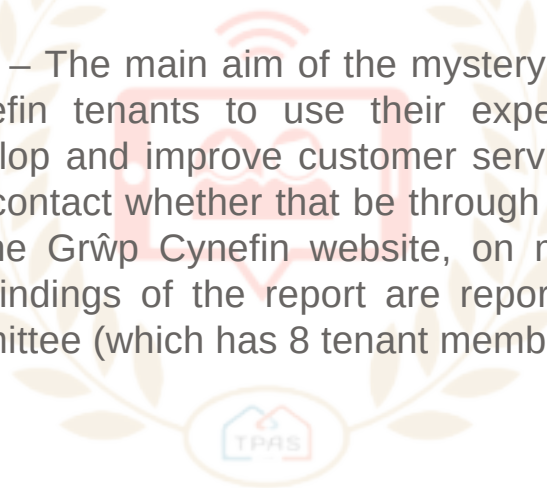 – The main aim of the mystery
efin tenants to use their expe
lop and improve customer serv
contact whether that be through
ne Grŵp Cynefin website, on n
indings of the report are repor
nittee (which has 8 tenant memb
TPAS